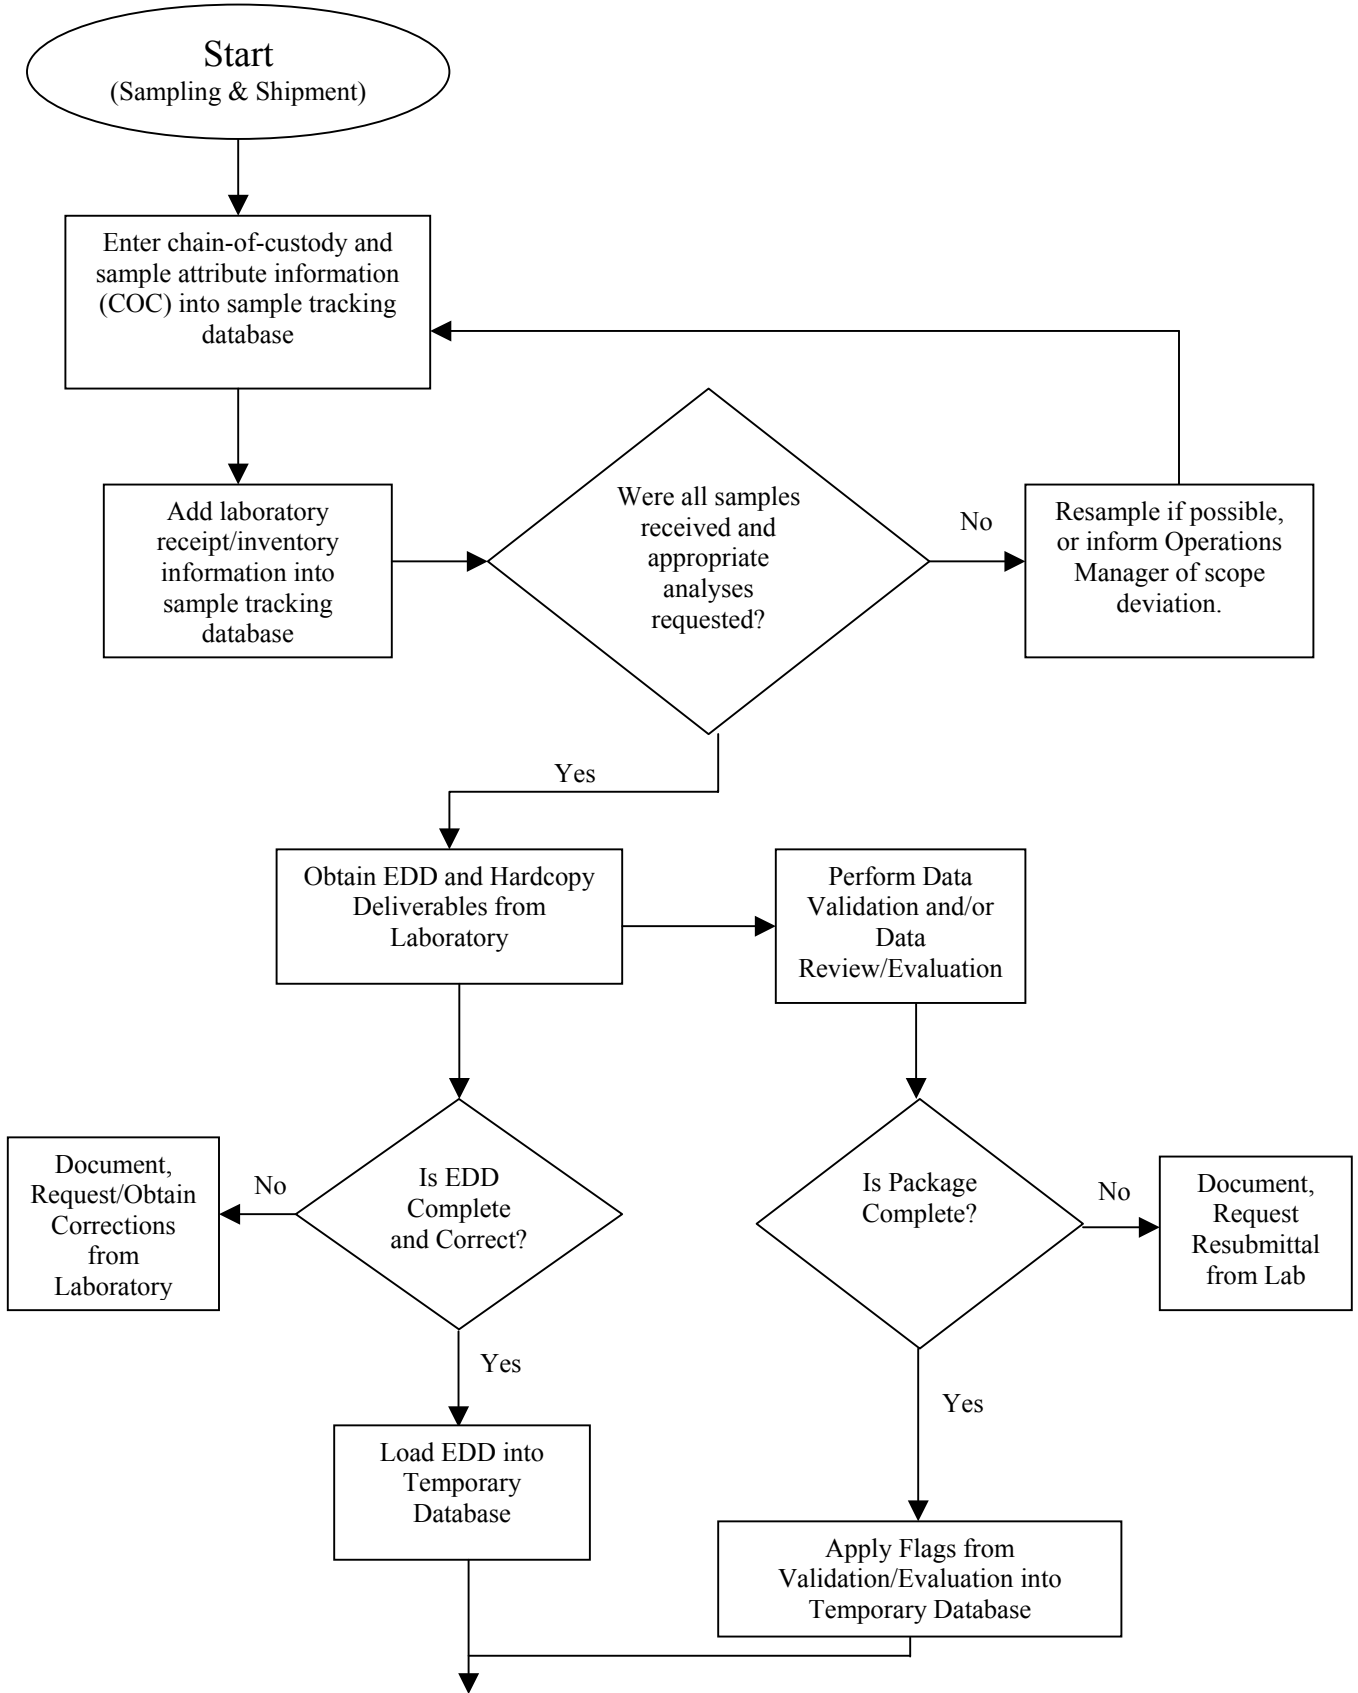 Start
(Sampling & Shipment)
Enter chain-of-custody and
sample attribute information
(COC) into sample tracking
database
Add laboratory
receipt/inventory
information into
sample tracking
database
Were all samples
received and
appropriate
analyses
requested?
No
Resample if possible,
or inform Operations
Manager of scope
deviation.
Yes
Obtain EDD and Hardcopy
Deliverables from
Laboratory
Perform Data
Validation and/or
Data
Review/Evaluation
Document,
Request/Obtain
Corrections
from
Laboratory
No
Is EDD
Complete
and Correct?
Is Package
Complete?
No
Document,
Request
Resubmittal
from Lab
Yes
Yes
Load EDD into
Temporary
Database
Apply Flags from
Validation/Evaluation into
Temporary Database